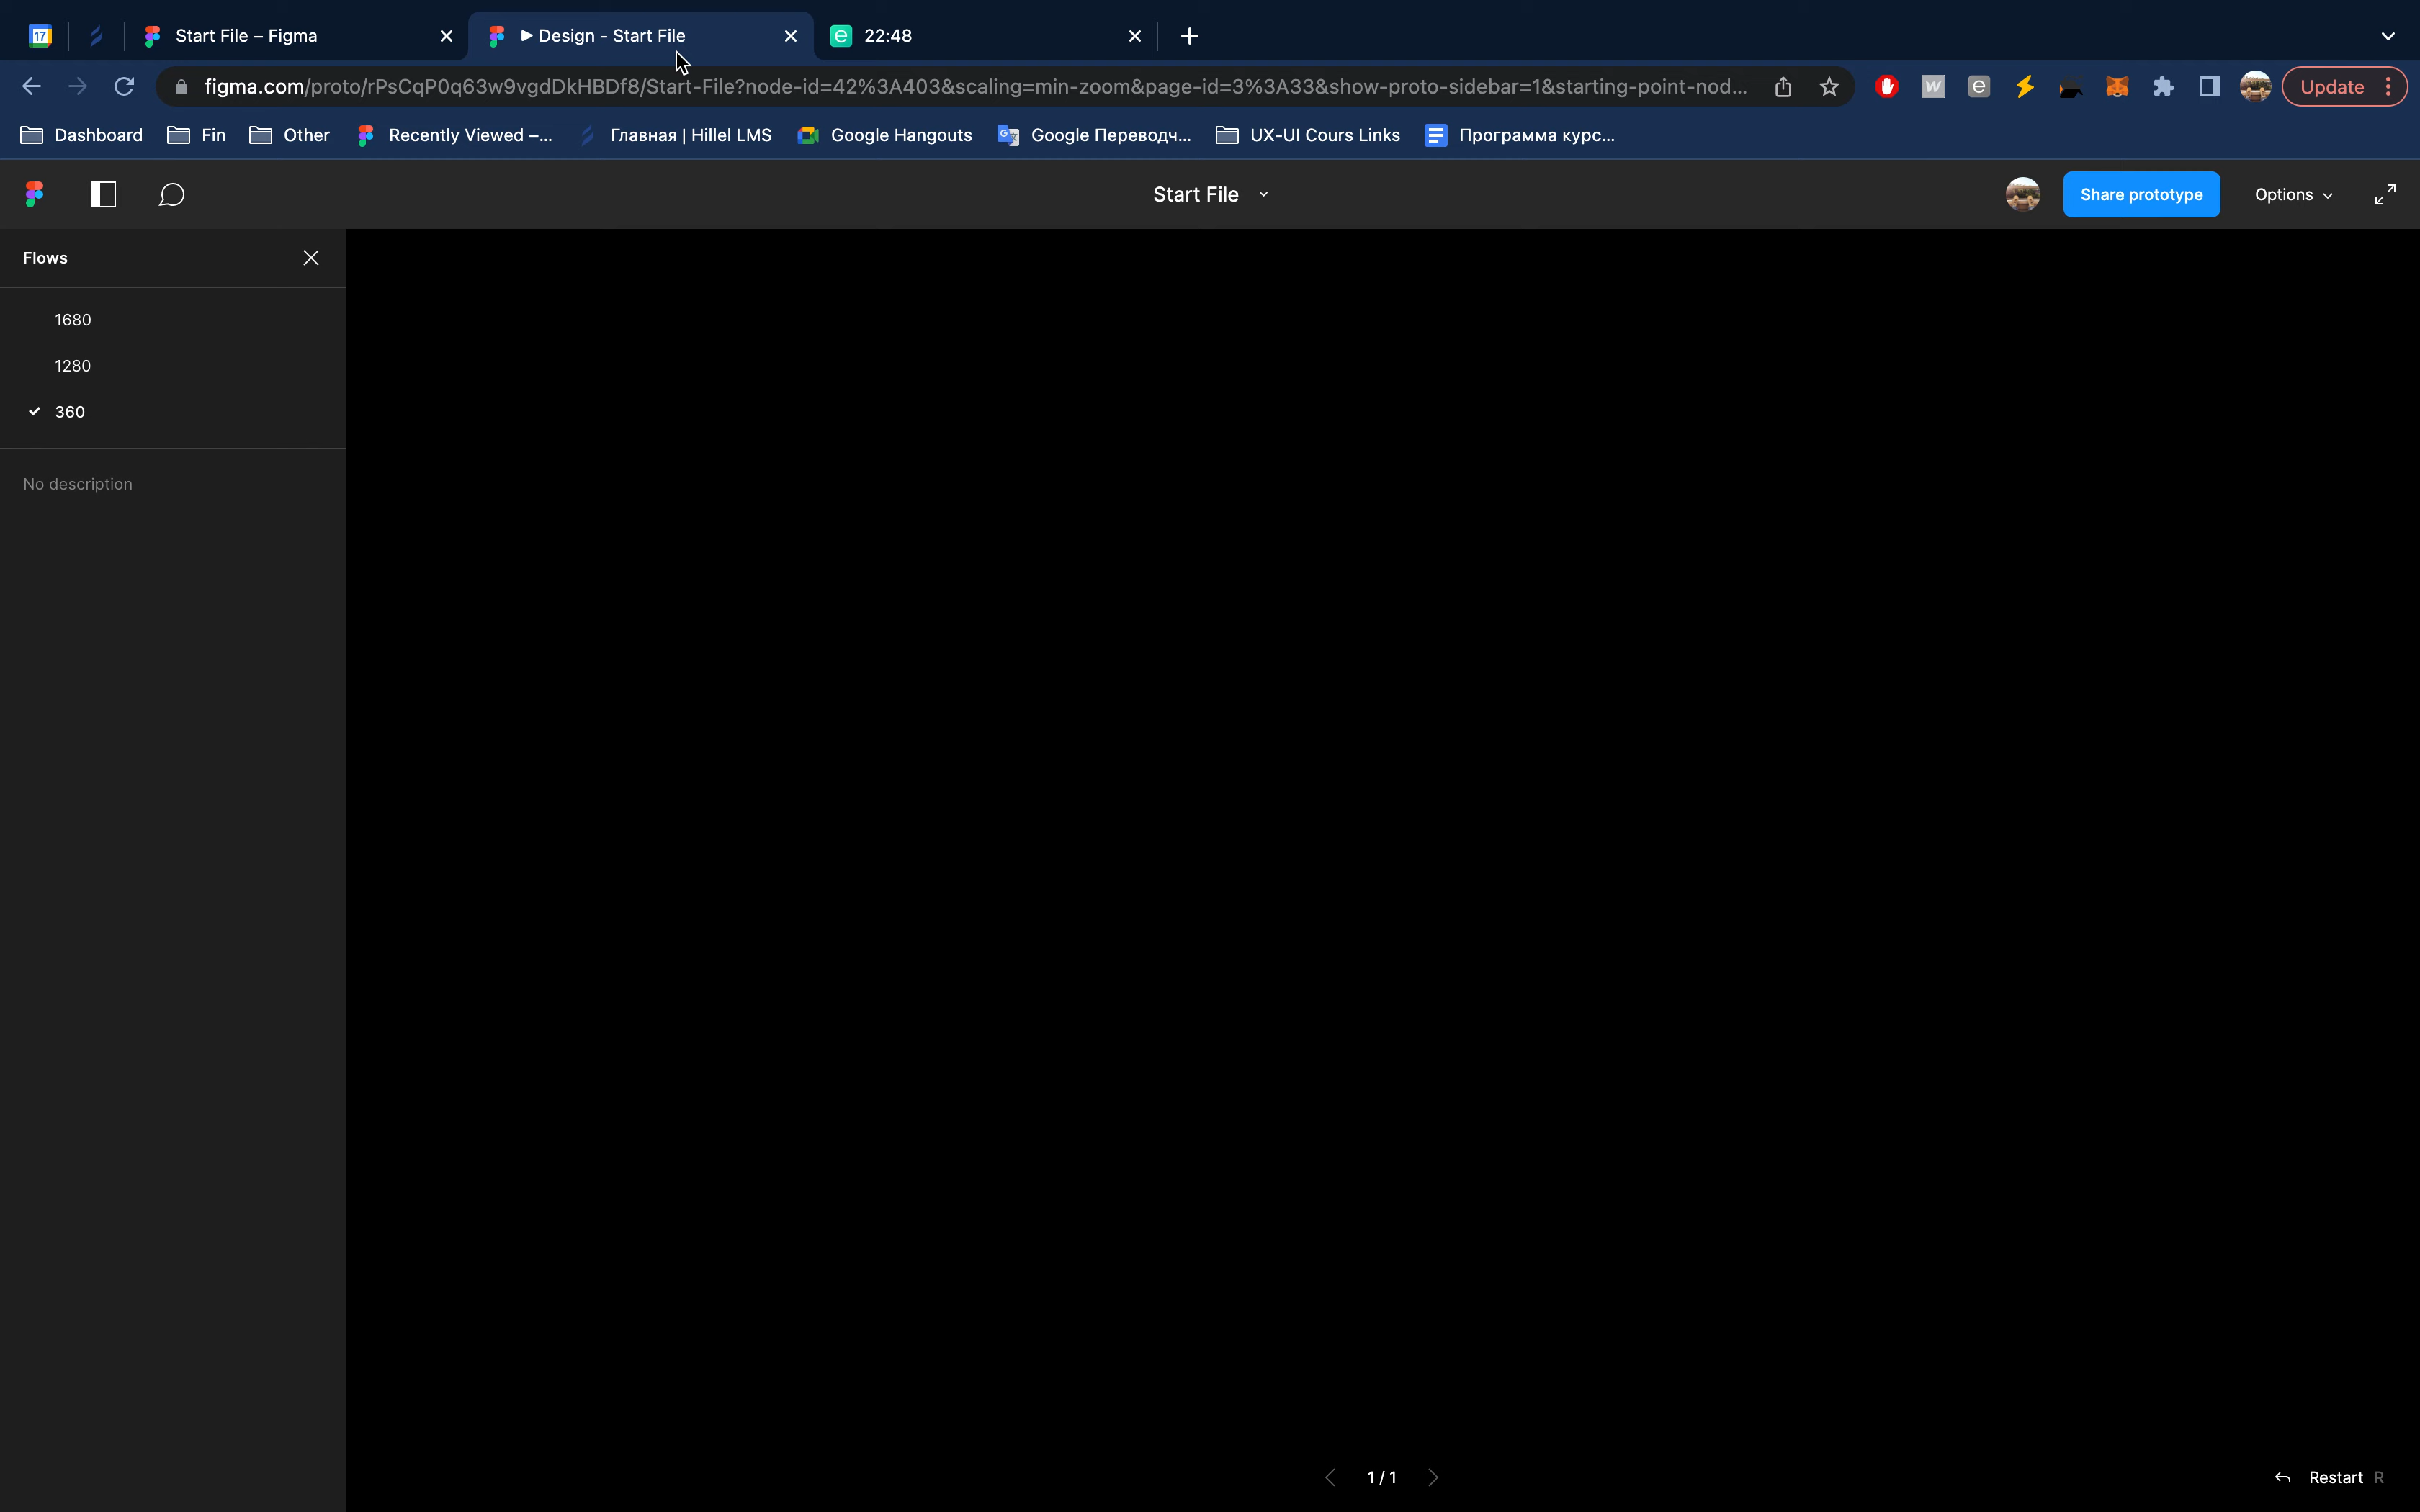 17
Start File – Figma
Design - Start File
22:48
figma.com/proto/rPsCqP0q63w9vgdDkHBDf8/Start-File?node-id=42%3A403&scaling=min-zoom&page-id=3%3A33&show-proto-sidebar=1&starting-point-nod...
Update
Dashboard
Fin
Other
Recently Viewed –...
Главная | Hillel LMS
Google Hangouts
Google Переводч...
UX-UI Cours Links
Программа курс...
Start File
Share prototype
Options
Flows
1680
1280
360
No description
1 / 1
Restart R